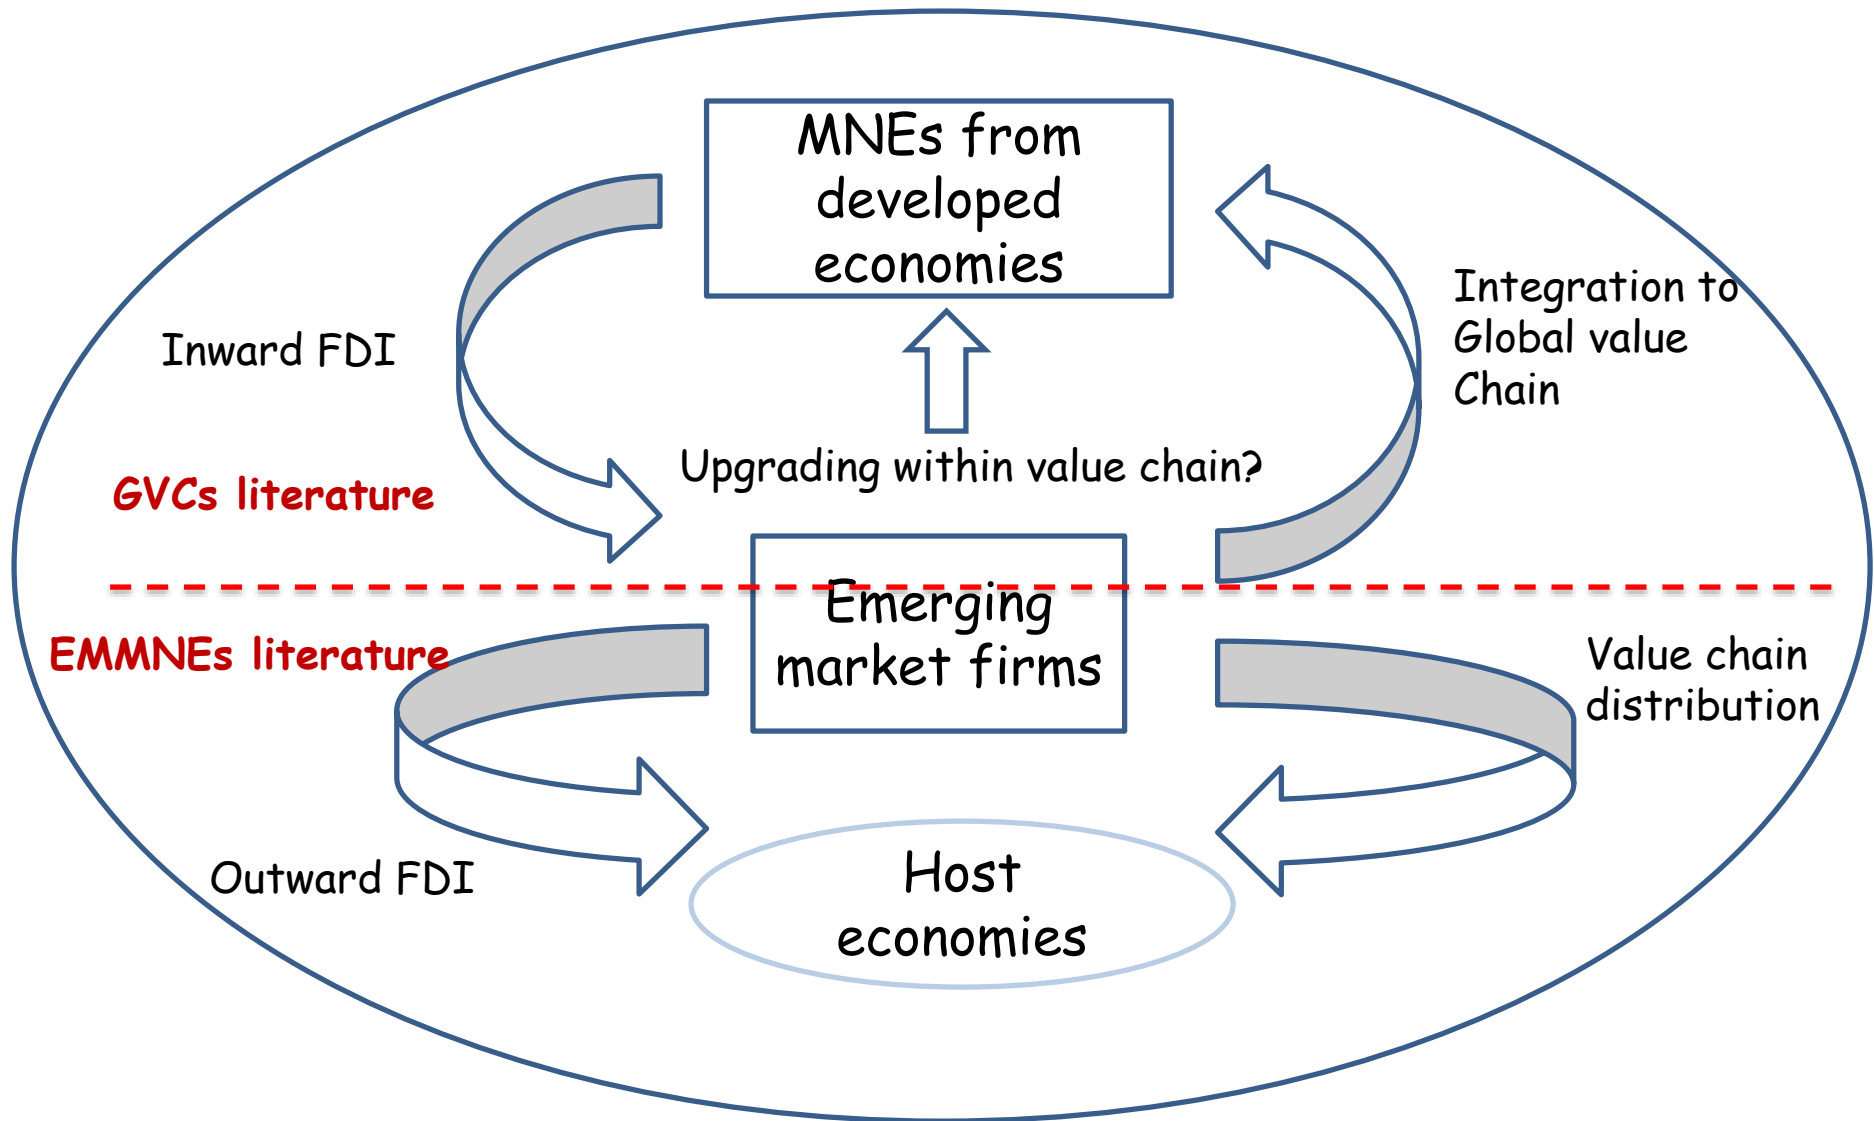 MNEs from
developed
economies
Integration to
Global value
Chain
Inward FDI
Upgrading within value chain?
GVCs literature
Emerging
market firms
EMMNEs literature
Value chain
distribution
Outward FDI
Host
economies